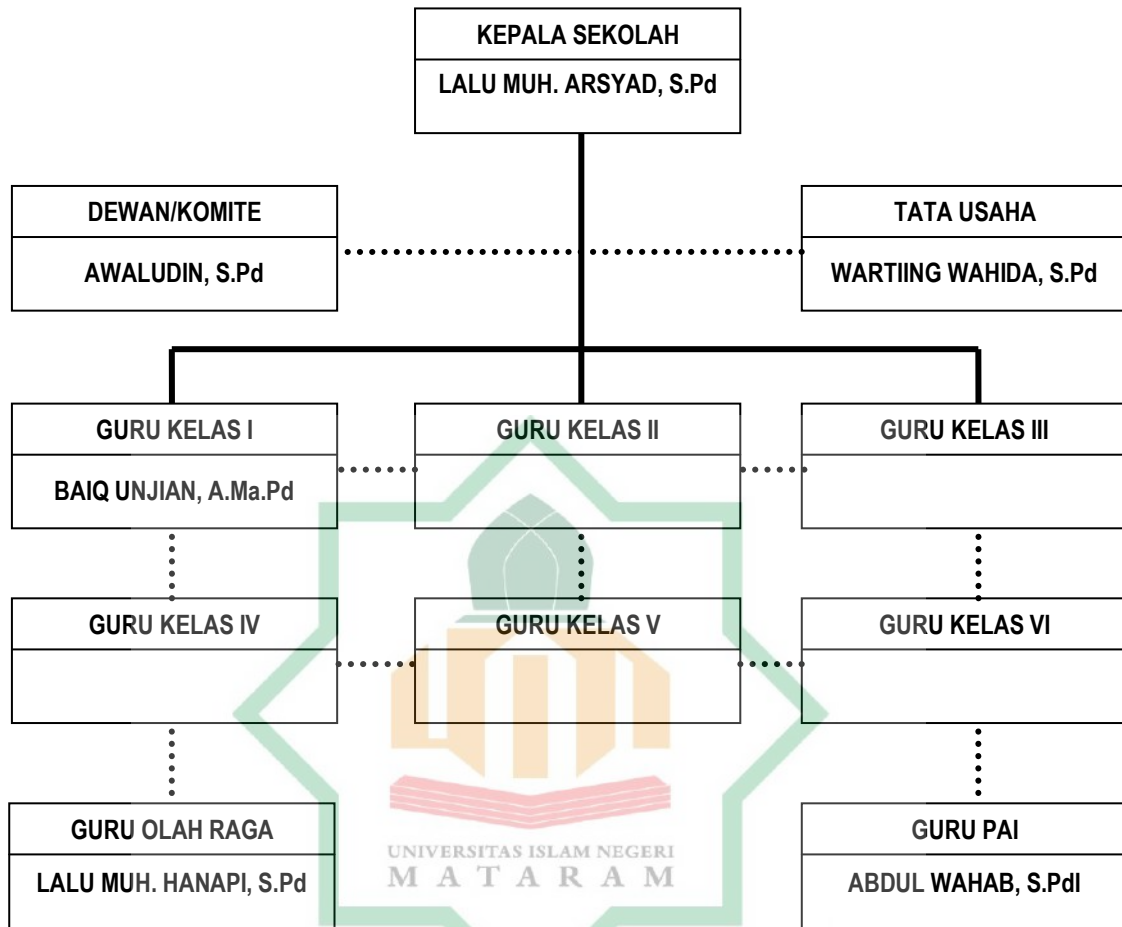 KEPALA SEKOLAH
LALU MUH. ARSYAD, S.Pd
DEWAN/KOMITE
AWALUDIN, S.Pd
TATA USAHA
WARTIING WAHIDA, S.Pd
GURU KELAS I
BAIQ UNJIAN, A.Ma.Pd
GURU KELAS II
GURU KELAS III
GURU KELAS IV
GURU KELAS V
GURU KELAS VI
GURU OLAH RAGA
LALU MUH. HANAPI, S.Pd
UNIVERSITAS ISLAM NEGERI
MATARAM
GURU PAI
ABDUL WAHAB, S.PdI